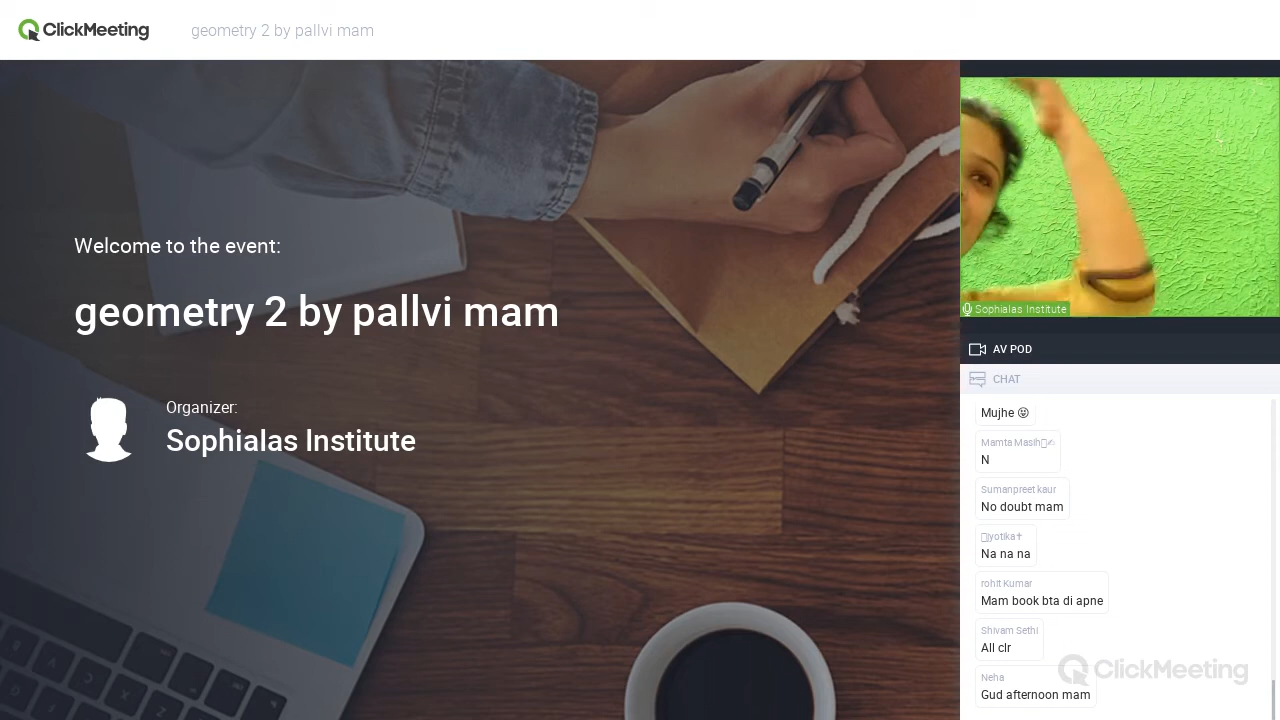 ClickMeeting
geometry 2 by pallvi mam
Welcome to the event:
geometry 2 by pallvi mam
Organizer:
Sophialas Institute
Sophialas Institute
AV POD
CHAT
Mujhe 😝
Mamta Masih
N
Sumanpreet kaur
No doubt mam
jyotika✝
Na na na
rohit Kumar
Mam book bta di apne
Shivam Sethi
All clr
Neha
Gud afternoon mam
ClickMeeting